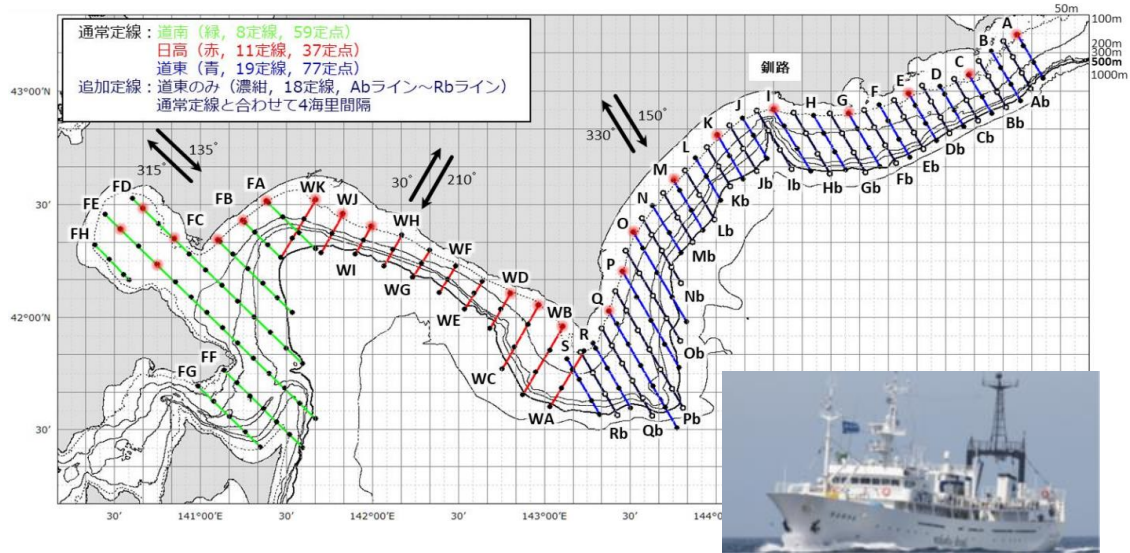 通常定線：道南（緑，8定線，59定点）
日高（赤，11定線，37定点）
道東（青，19定線，77定点）
追加定線：道東のみ（濃紺，18定線，Abライン～Rbライン）
通常定線と合わせて4海里間隔
50m
100m
200m
300m
500m
1000m
釧路
A
B
C
D
E
F
G
H
I
J
K
L
M
N
O
P
Q
R
S
Ab
Bb
Cb
Db
Eb
Fb
Gb
Hb
Ib
Jb
Kb
Lb
Mb
Nb
Ob
Pb
Qb
Rb
150°
330°
135°
315°
30°
210°
FA
FB
FC
FD
FE
FH
FF
FG
WK
WJ
WI
WH
WG
WF
WE
WD
WC
WB
WA
43°00'N
30'
42°00'N
30'
30'
141°00'E
30'
142°00'E
30'
143°00'E
30'
144°0